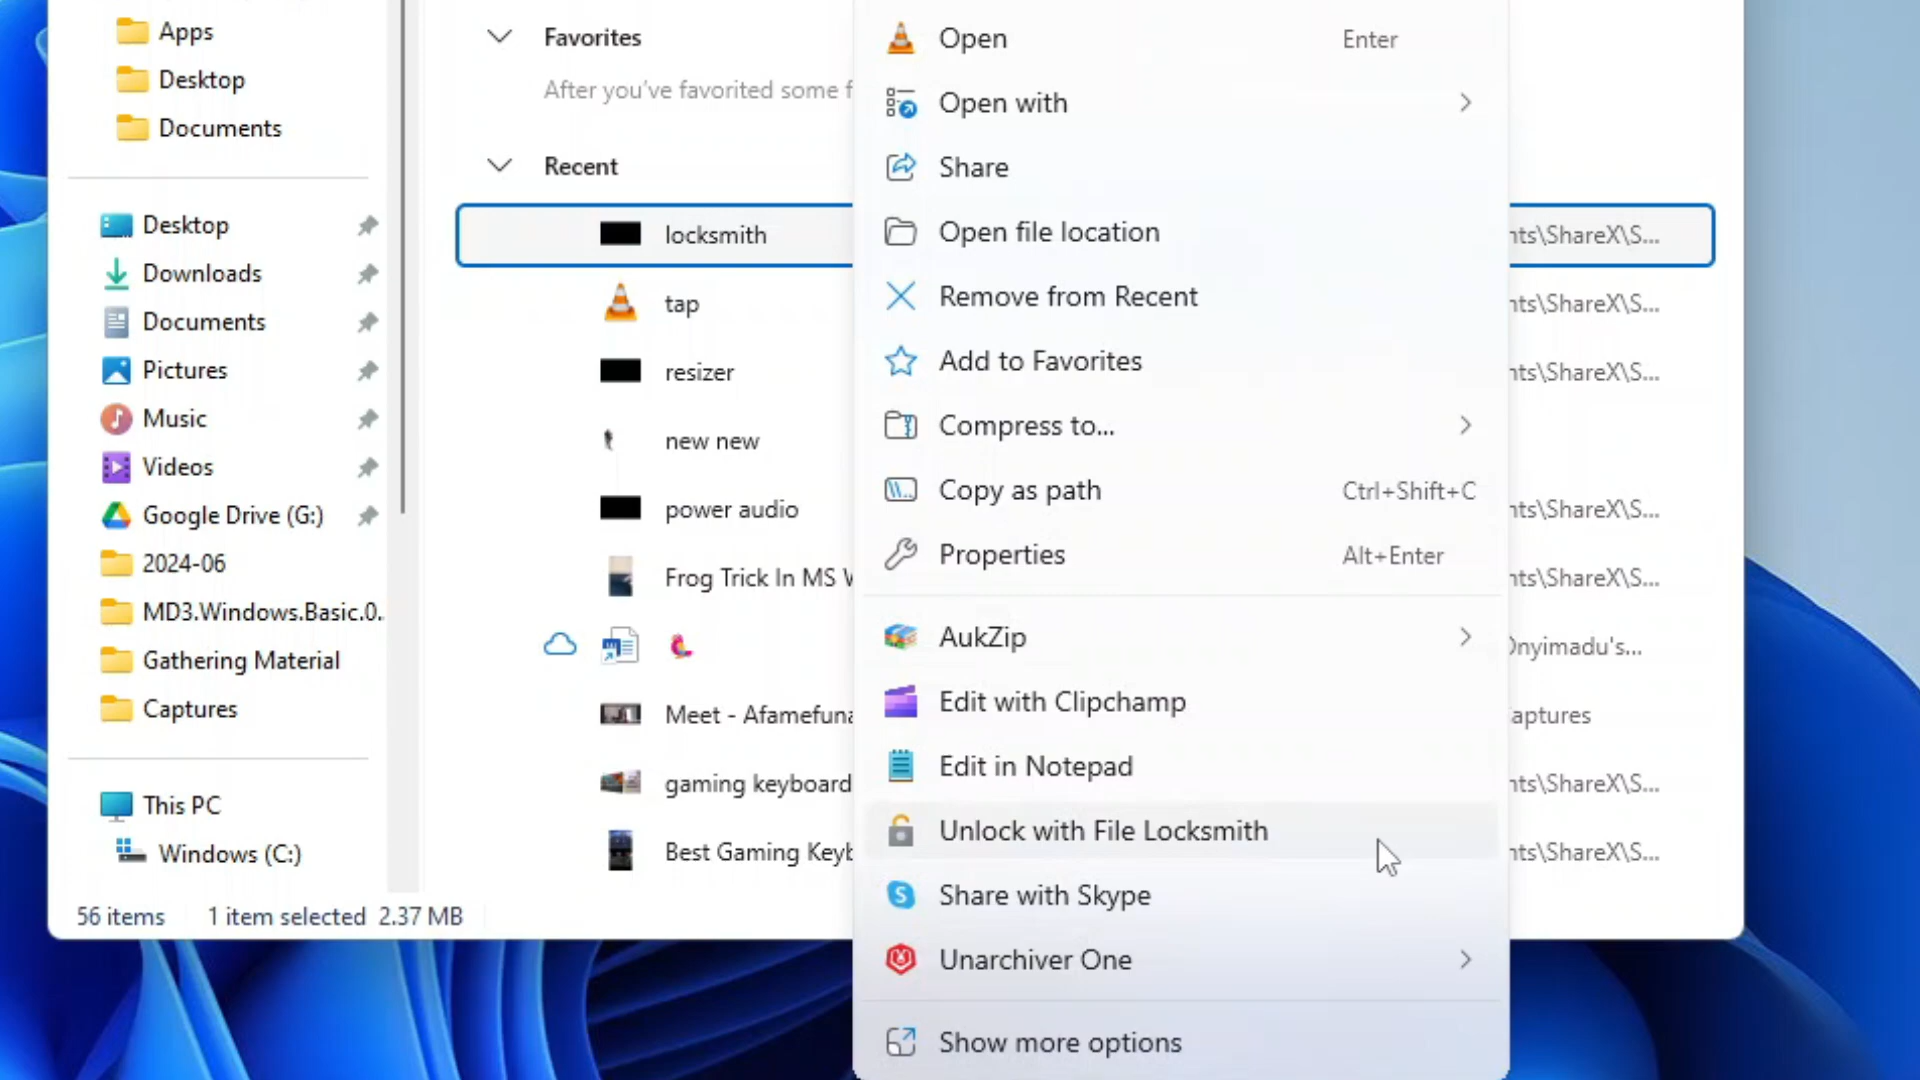 Apps
Desktop
Documents
Desktop
Downloads
Documents
Pictures
Music
Videos
Google Drive (G:)
2024-06
MD3.Windows.Basic.0.
Gathering Material
Captures
This PC
Windows (C:)
56 items 1 item selected 2.37 MB
Favorites
After you've favorited some f
Recent
locksmith nts\ShareX\S...
tap nts\ShareX\S...
resizer nts\ShareX\S...
new new
power audio nts\ShareX\S...
Frog Trick In MS W nts\ShareX\S...
Onyimadu's...
Meet - Afamefuna aptures
gaming keyboard nts\ShareX\S...
Best Gaming Keyb nts\ShareX\S...
Open Enter
Open with
Share
Open file location
Remove from Recent
Add to Favorites
Compress to...
Copy as path Ctrl+Shift+C
Properties Alt+Enter
AukZip
Edit with Clipchamp
Edit in Notepad
Unlock with File Locksmith
Share with Skype
Unarchiver One
Show more options